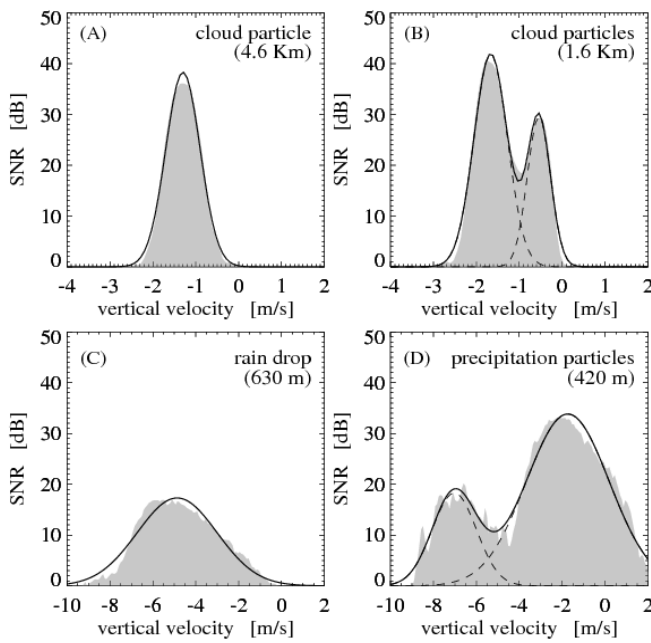 (A) cloud particle
(4.6 Km)
50
40
30
20
10
0
SNR [dB]
-4 -3 -2 -1 0 1 2
vertical velocity [m/s]
(B) cloud particles
(1.6 Km)
50
40
30
20
10
0
SNR [dB]
-4 -3 -2 -1 0 1 2
vertical velocity [m/s]
(C) rain drop
(630 m)
50
40
30
20
10
0
SNR [dB]
-10 -8 -6 -4 -2 0 2
vertical velocity [m/s]
(D) precipitation particles
(420 m)
50
40
30
20
10
0
SNR [dB]
-10 -8 -6 -4 -2 0 2
vertical velocity [m/s]